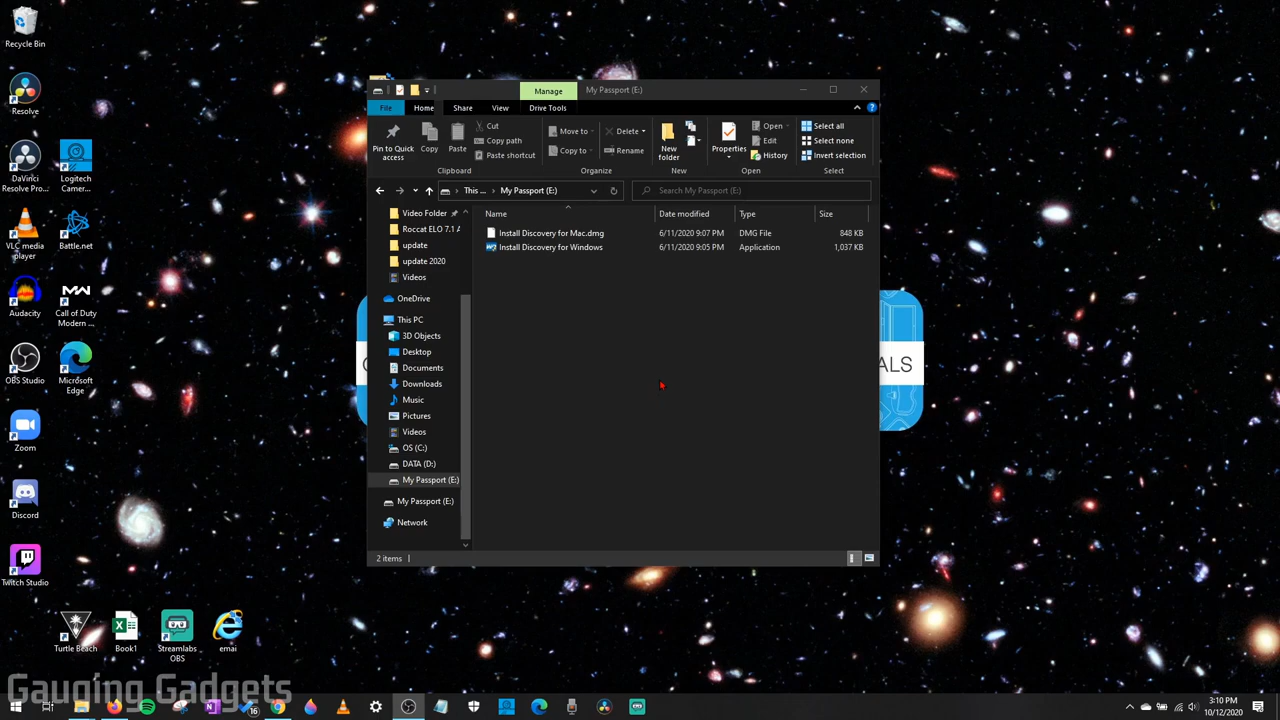 Recycle Bin
Resolve
DaVinci
Resolve Pro...
Logitech
Camer...
VLC media
player
Battle.net
Audacity
Call of Duty
Modern ...
OBS Studio
Microsoft
Edge
Zoom
Discord
Twitch Studio
Turtle Beach
Book1
Streamlabs
OBS
emai
Manage
My Passport (E:)
File
Home
Share
View
Drive Tools
Pin to Quick
access
Copy
Paste
Cut
Copy path
Paste shortcut
Clipboard
Move to
Copy to
Delete
Rename
Organize
New
folder
New
Properties
Open
Edit
History
Open
Select all
Select none
Invert selection
Select
This ... > My Passport (E:)
Search My Passport (E:)
Name Date modified Type Size
Install Discovery for Mac.dmg 6/11/2020 9:07 PM DMG File 848 KB
Install Discovery for Windows 6/11/2020 9:05 PM Application 1,037 KB
Video Folder
Roccat ELO 7.1 A
update
update 2020
Videos
OneDrive
This PC
3D Objects
Desktop
Documents
Downloads
Music
Pictures
Videos
OS (C:)
DATA (D:)
My Passport (E:)
My Passport (E:)
Network
2 items
ALS
Gauging Gadgets
16
3:10 PM
10/12/2020